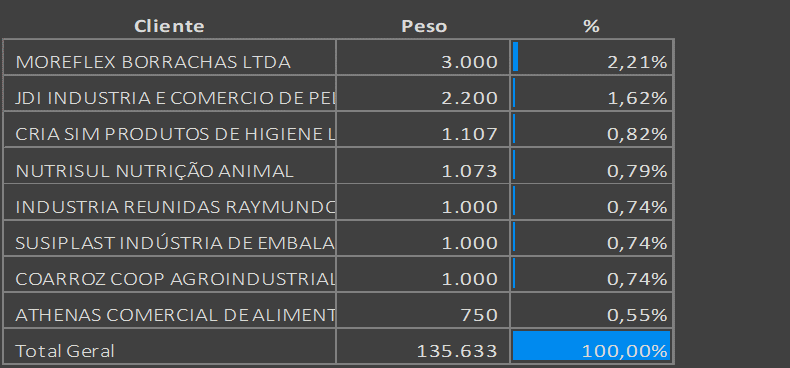 Cliente Peso %
MOREFLEX BORRACHAS LTDA 3.000 2,21%
JDI INDUSTRIA E COMERCIO DE PEI 2.200 1,62%
CRIA SIM PRODUTOS DE HIGIENE L 1.107 0,82%
NUTRISUL NUTRIÇÃO ANIMAL 1.073 0,79%
INDUSTRIA REUNIDAS RAYMUNDO 1.000 0,74%
SUSIPLAST INDÚSTRIA DE EMBALA 1.000 0,74%
COARROZ COOP AGROINDUSTRIAL 1.000 0,74%
ATHENAS COMERCIAL DE ALIMENT 750 0,55%
Total Geral 135.633 100,00%